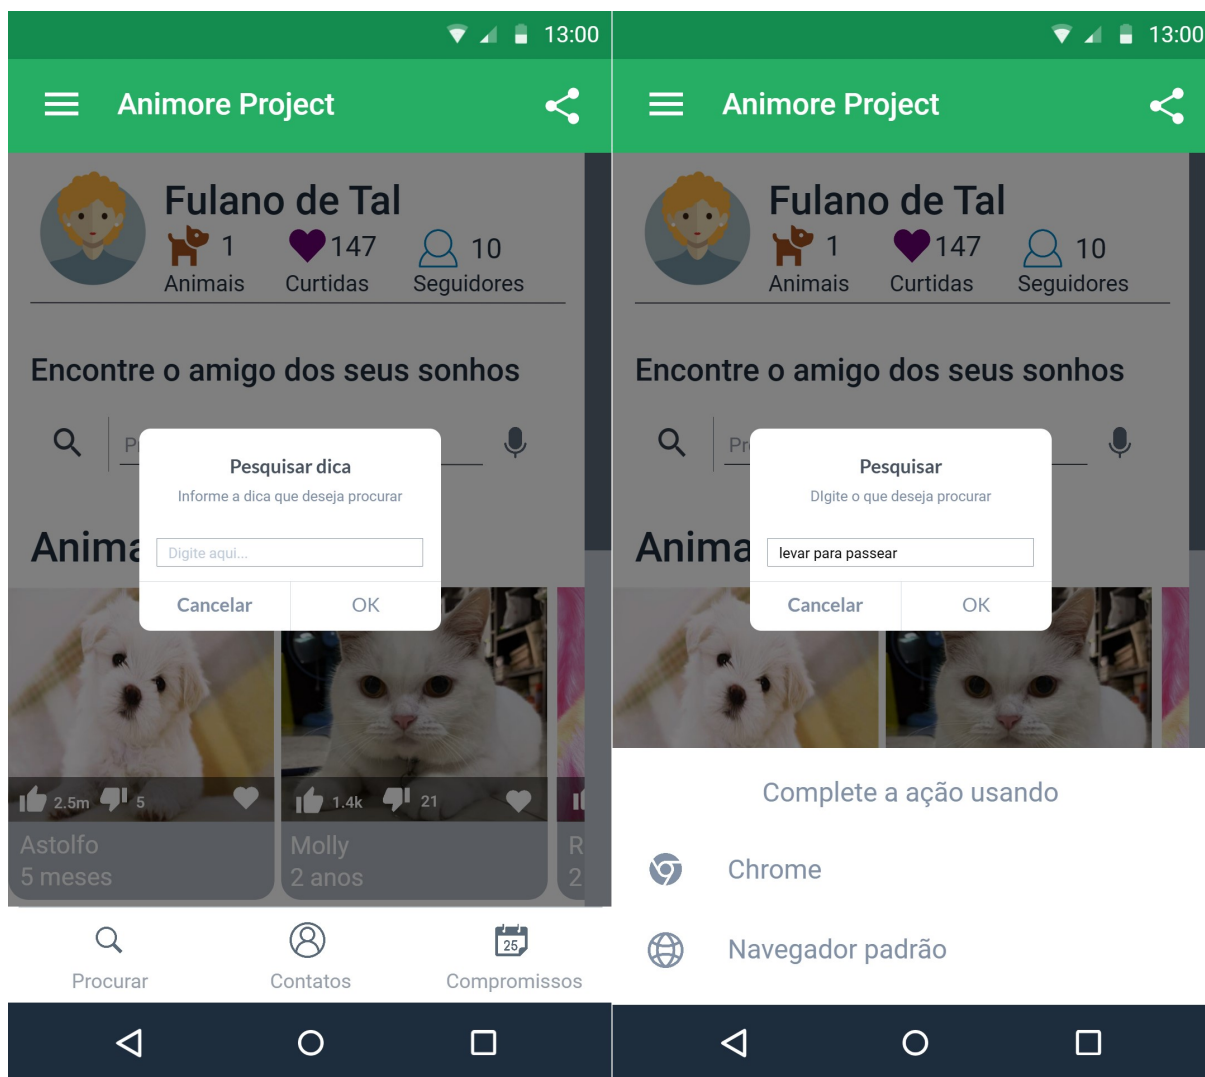 13:00
Animore Project
Fulano de Tal
1
147
10
Animais
Curtidas
Seguidores
Encontre o amigo dos seus sonhos
Pesquisar dica
Informe a dica que deseja procurar
Digite aqui...
Cancelar
OK
Anima
2.5m
5
1.4k
21
Astolfo
5 meses
Molly
2 anos
R
2
Procurar
Contatos
25
Compromissos
13:00
Animore Project
Fulano de Tal
1
147
10
Animais
Curtidas
Seguidores
Encontre o amigo dos seus sonhos
Pr
Pesquisar
DIgite o que deseja procurar
levar para passear
Cancelar
OK
Anima
Complete a ação usando
Chrome
Navegador padrão